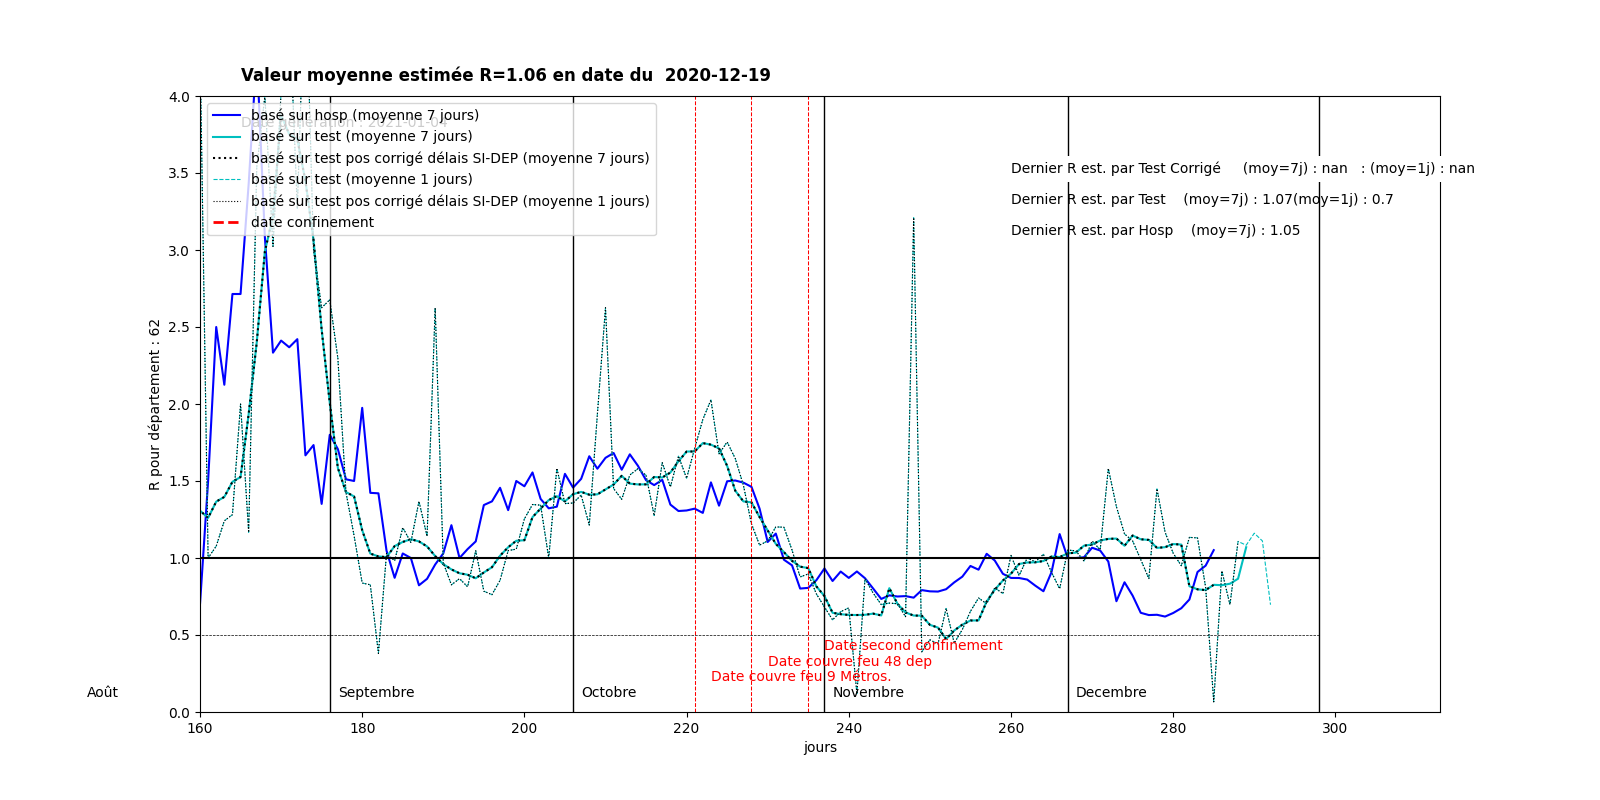 Valeur moyenne estimée R=1.06 en date du  2020-12-19
4.0
3.5
3.0
2.5
2.0
1.5
1.0
0.5
0.0
R pour département : 62
basé sur hosp (moyenne 7 jours)
Date génération : 2021-01-04
basé sur test (moyenne 7 jours)
basé sur test pos corrigé délais SI-DEP (moyenne 7 jours)
basé sur test (moyenne 1 jours)
basé sur test pos corrigé délais SI-DEP (moyenne 1 jours)
date confinement
Dernier R est. par Test Corrigé     (moy=7j) : nan   : (moy=1j) : nan
Dernier R est. par Test    (moy=7j) : 1.07(moy=1j) : 0.7
Dernier R est. par Hosp    (moy=7j) : 1.05
Date second confinement
Date couvre feu 48 dep
Date couvre feu 9 Métros.
Août
Septembre
Octobre
Novembre
Decembre
160 180 200 220 240 260 280 300
jours